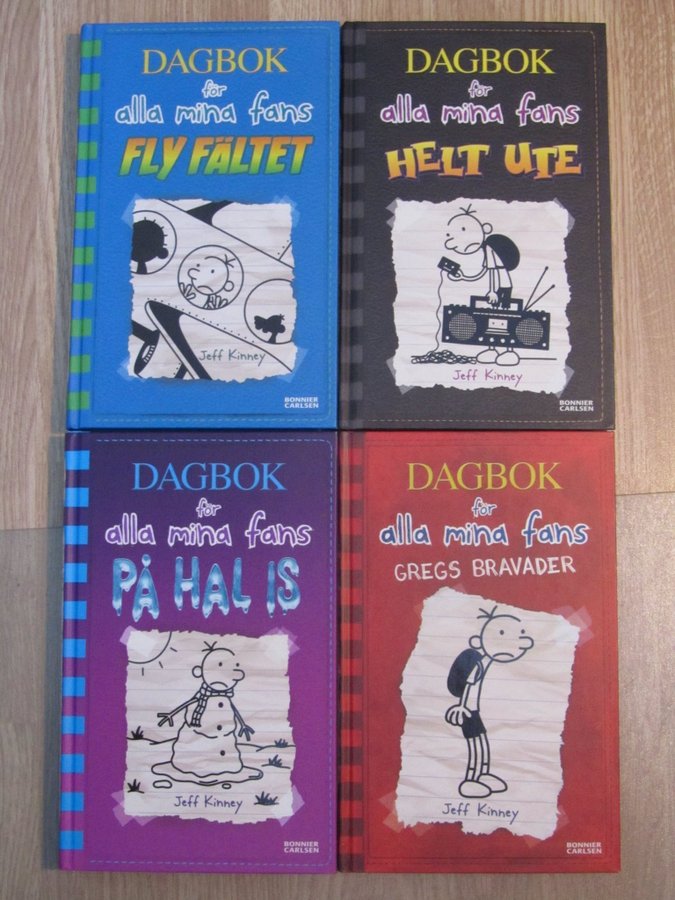 DAGBOK
för
alla mina fans
FLY FÄLTET
Jeff Kinney
BONNIER
CARLSEN
DAGBOK
för
alla mina fans
HELT UTE
Jeff Kinney
BONNIER
CARLSEN
DAGBOK
för
alla mina fans
PÅ HAL IS
Jeff Kinney
BONNIER
CARLSEN
DAGBOK
för
alla mina fans
GREGS BRAVADER
Jeff Kinney
BONNIER
CARLSEN